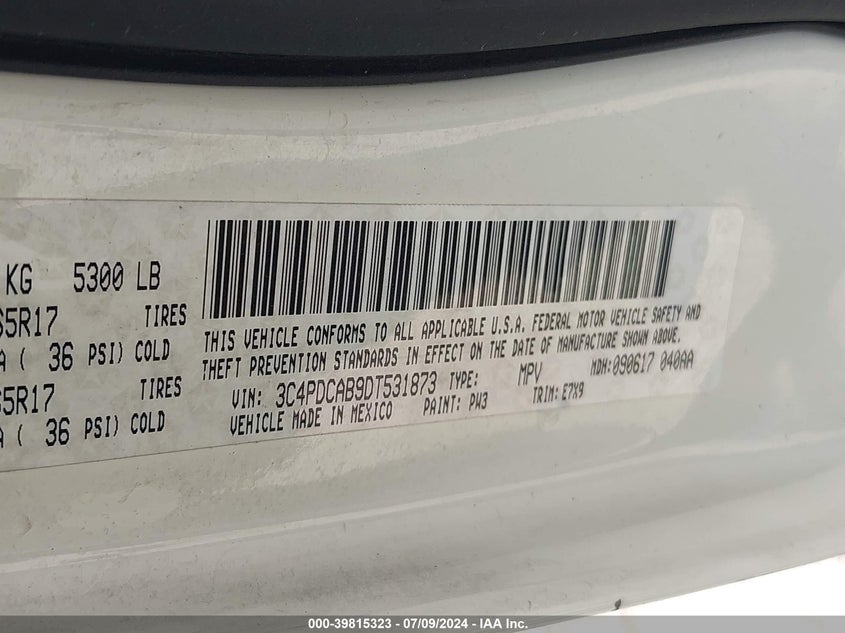 KG 5300 LB
5R17 TIRES
( 36 PSI) COLD
5R17 TIRES
( 36 PSI) COLD
THIS VEHICLE CONFORMS TO ALL APPLICABLE U.S.A. FEDERAL MOTOR VEHICLE SAFETY AND
THEFT PREVENTION STANDARDS IN EFFECT ON THE DATE OF MANUFACTURE SHOWN ABOVE.
VIN: 3C4PDCAB9DT531873 TYPE: MPV MDH:090617 040AA
VEHICLE MADE IN MEXICO PAINT: PW3 TRIM: E7X9
000-39815323 - 07/09/2024 - IAA Inc.